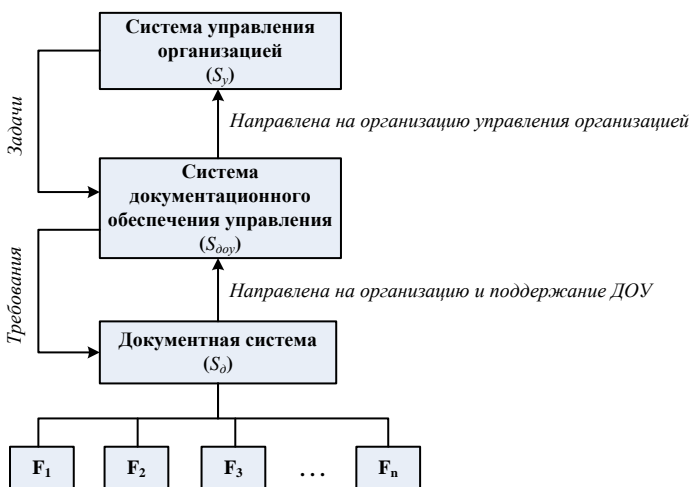 Система управления
организацией
(Sу)
Задачи
Направлена на организацию управления организацией
Система
документационного
обеспечения управления
(Sдоу)
Требования
Направлена на организацию и поддержание ДОУ
Документная система
(Sд)
F1 F2 F3 ... Fn